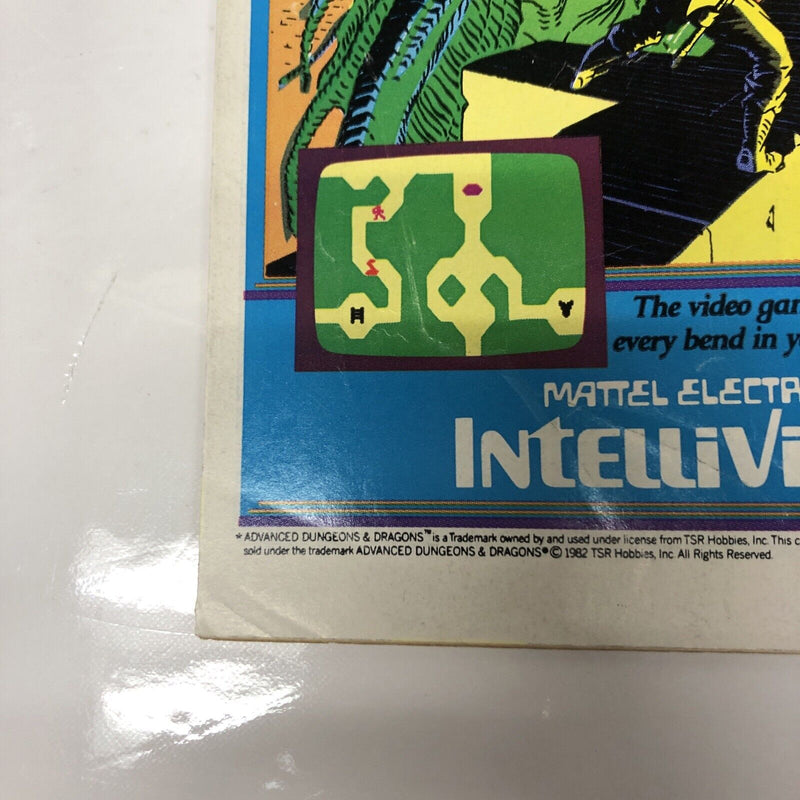 The video gar
every bend in y
MATTEL ELECTR
INTELLIVI
* ADVANCED DUNGEONS & DRAGONS™ is a Trademark owned by and used under license from TSR Hobbies, Inc. This c
sold under the trademark ADVANCED DUNGEONS & DRAGONS® © 1982 TSR Hobbies, Inc. All Rights Reserved.